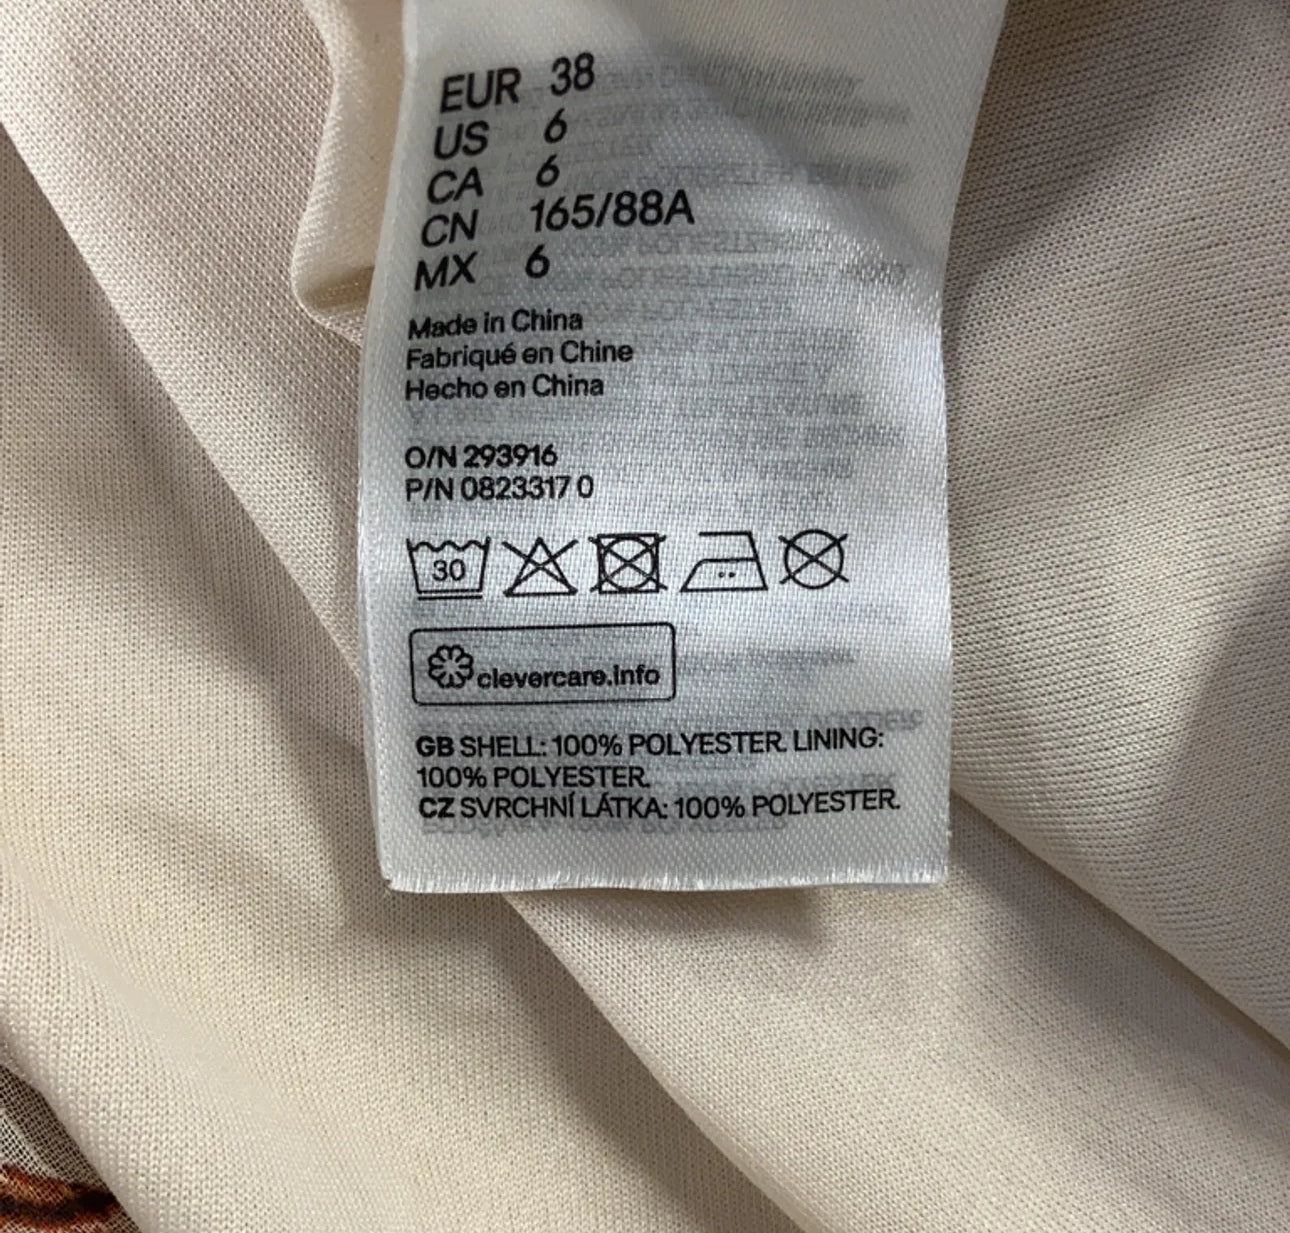 EUR 38
US 6
CA 6
CN 165/88A
MX 6
Made in China
Fabriqué en Chine
Hecho en China
O/N 293916
P/N 0823317 0
30
clevercare.info
GB SHELL: 100% POLYESTER. LINING:
100% POLYESTER.
CZ SVRCHNÍ LÁTKA: 100% POLYESTER.